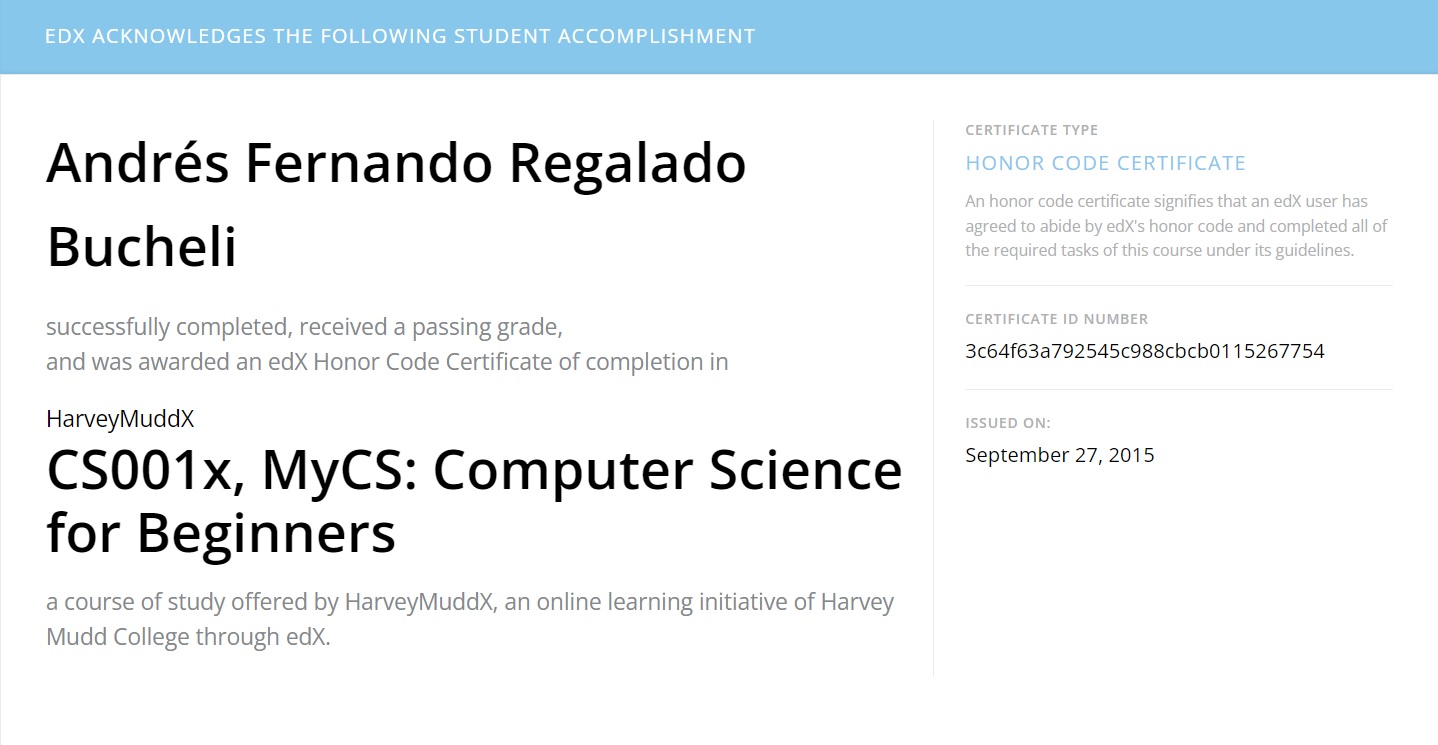 EDX ACKNOWLEDGES THE FOLLOWING STUDENT ACCOMPLISHMENT
Andrés Fernando Regalado
Bucheli
successfully completed, received a passing grade,
and was awarded an edX Honor Code Certificate of completion in
HarveyMuddX
CS001x, MyCS: Computer Science
for Beginners
a course of study offered by HarveyMuddX, an online learning initiative of Harvey
Mudd College through edX.
CERTIFICATE TYPE
HONOR CODE CERTIFICATE
An honor code certificate signifies that an edX user has
agreed to abide by edX's honor code and completed all of
the required tasks of this course under its guidelines.
CERTIFICATE ID NUMBER
3c64f63a792545c988cbcb0115267754
ISSUED ON:
September 27, 2015